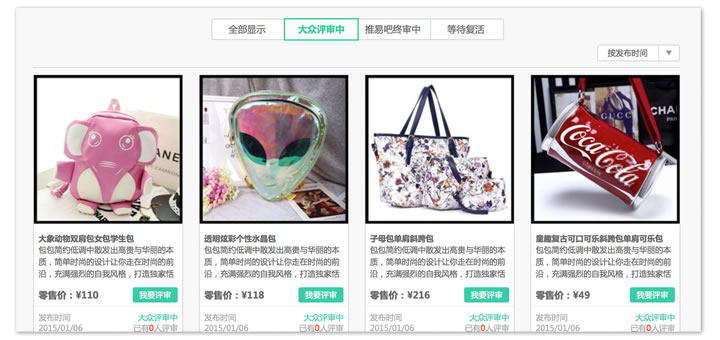 全部显示
大众评审中
推易吧终审中
等待复活
按发布时间
CHANEL
GUCCI
Coca-Cola
大象动物双肩包女包学生包
包包简约低调中散发出高贵与华丽的本
质，简单时尚的设计让你走在时尚的前
沿，充满强烈的自我风格，打造独家恬
零售价：¥110
我要评审
发布时间
大众评审中
2015/01/06
已有0人评审
透明炫彩个性水晶包
包包简约低调中散发出高贵与华丽的本
质，简单时尚的设计让你走在时尚的前
沿，充满强烈的自我风格，打造独家恬
零售价：¥118
我要评审
发布时间
大众评审中
2015/01/06
已有0人评审
子母包单肩斜跨包
包包简约低调中散发出高贵与华丽的本
质，简单时尚的设计让你走在时尚的前
沿，充满强烈的自我风格，打造独家恬
零售价：¥216
我要评审
发布时间
大众评审中
2015/01/06
已有0人评审
童趣复古可口可乐斜跨包单肩可乐包
包包简约低调中散发出高贵与华丽的本
质，简单时尚的设计让你走在时尚的前
沿，充满强烈的自我风格，打造独家恬
零售价：¥49
我要评审
发布时间
大众评审中
2015/01/06
已有0人评审